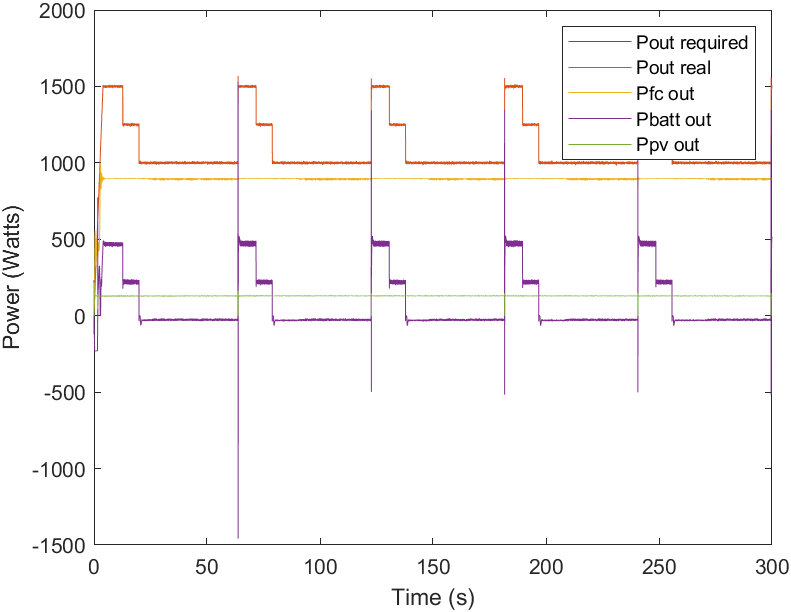 2000
1500
1000
500
0
-500
-1000
-1500
Power (Watts)
Pout required
Pout real
Pfc out
Pbatt out
Ppv out
0 50 100 150 200 250 300
Time (s)